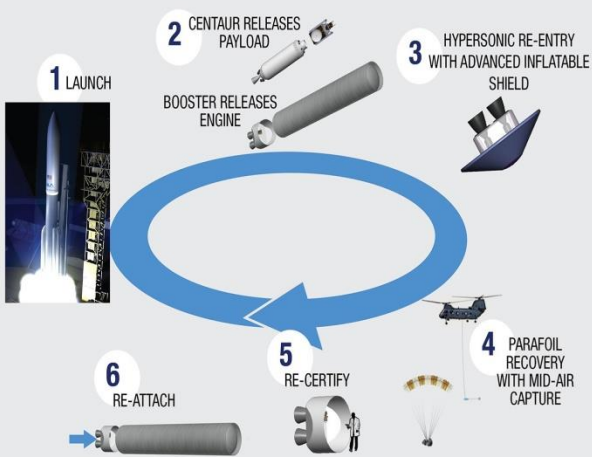 1 LAUNCH
2 CENTAUR RELEASES
PAYLOAD
BOOSTER RELEASES
ENGINE
3 HYPERSONIC RE-ENTRY
WITH ADVANCED INFLATABLE
SHIELD
4 PARAFOIL
RECOVERY
WITH MID-AIR
CAPTURE
5
RE-CERTIFY
6
RE-ATTACH